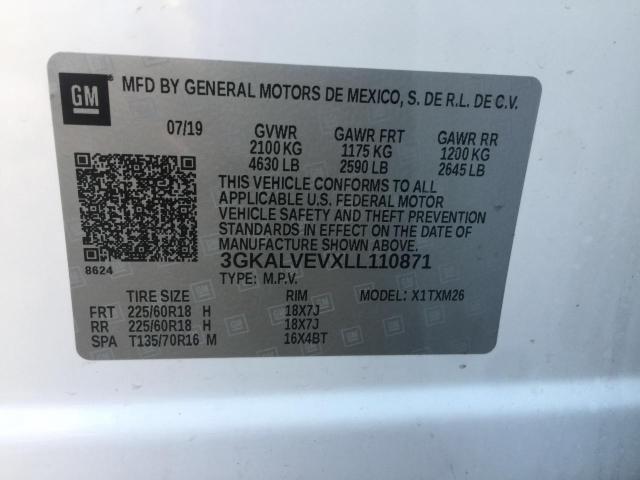 GM
MFD BY GENERAL MOTORS DE MEXICO, S. DE R.L. DE C.V.
07/19 GVWR GAWR FRT GAWR RR
2100 KG 1175 KG 1200 KG
4630 LB 2590 LB 2645 LB
THIS VEHICLE CONFORMS TO ALL
APPLICABLE U.S. FEDERAL MOTOR
VEHICLE SAFETY AND THEFT PREVENTION
STANDARDS IN EFFECT ON THE DATE OF
MANUFACTURE SHOWN ABOVE.
8624 3GKALVEVXLL110871
TYPE: M.P.V.
TIRE SIZE RIM MODEL: X1TXM26
FRT 225/60R18 H 18X7J
RR 225/60R18 H 18X7J
SPA T135/70R16 M 16X4BT